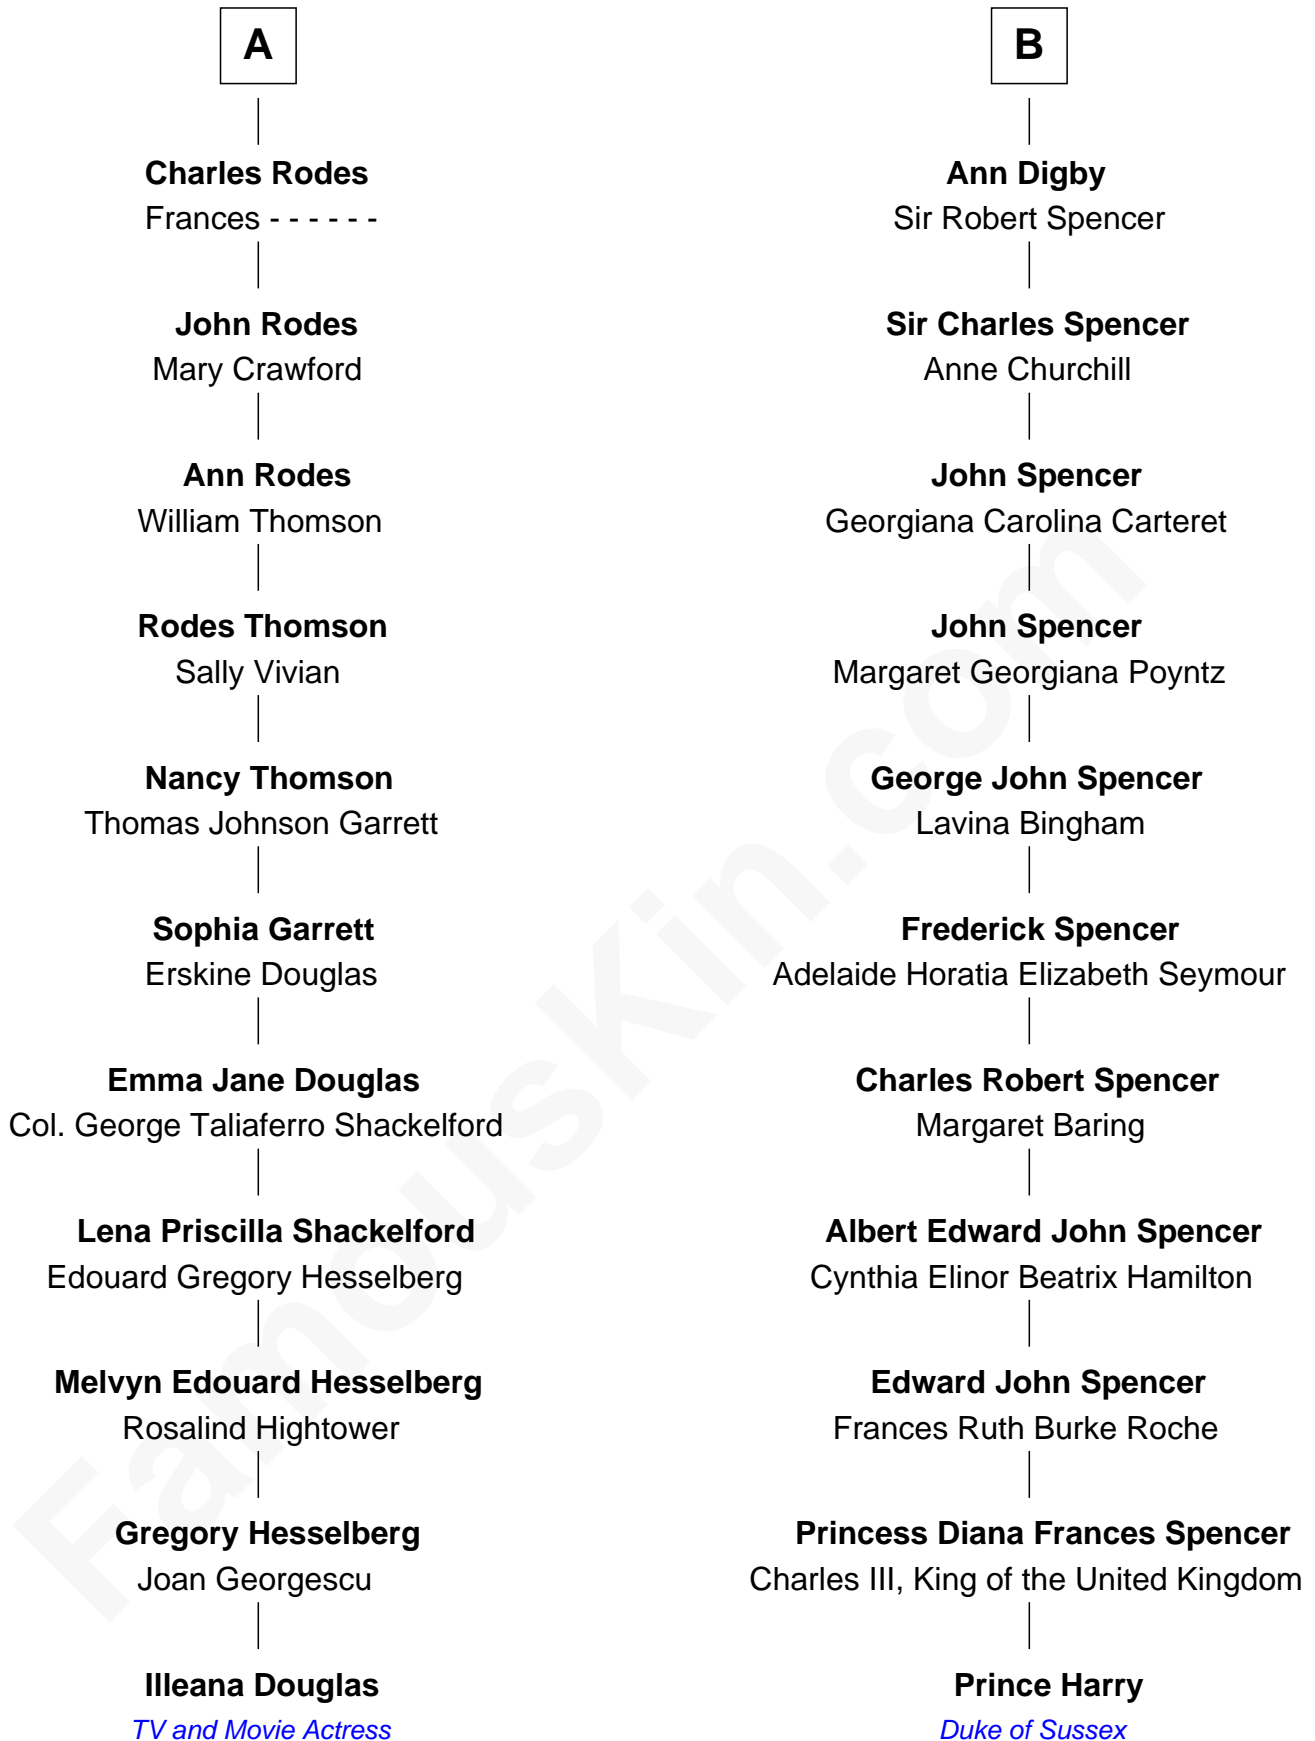 A
Charles Rodes
Frances - - - - - -
John Rodes
Mary Crawford
Ann Rodes
William Thomson
Rodes Thomson
Sally Vivian
Nancy Thomson
Thomas Johnson Garrett
Sophia Garrett
Erskine Douglas
Emma Jane Douglas
Col. George Taliaferro Shackelford
Lena Priscilla Shackelford
Edouard Gregory Hesselberg
Melvyn Edouard Hesselberg
Rosalind Hightower
Gregory Hesselberg
Joan Georgescu
Illeana Douglas
TV and Movie Actress
B
Ann Digby
Sir Robert Spencer
Sir Charles Spencer
Anne Churchill
John Spencer
Georgiana Carolina Carteret
John Spencer
Margaret Georgiana Poyntz
George John Spencer
Lavina Bingham
Frederick Spencer
Adelaide Horatia Elizabeth Seymour
Charles Robert Spencer
Margaret Baring
Albert Edward John Spencer
Cynthia Elinor Beatrix Hamilton
Edward John Spencer
Frances Ruth Burke Roche
Princess Diana Frances Spencer
Charles III, King of the United Kingdom
Prince Harry
Duke of Sussex
FamousKin.com